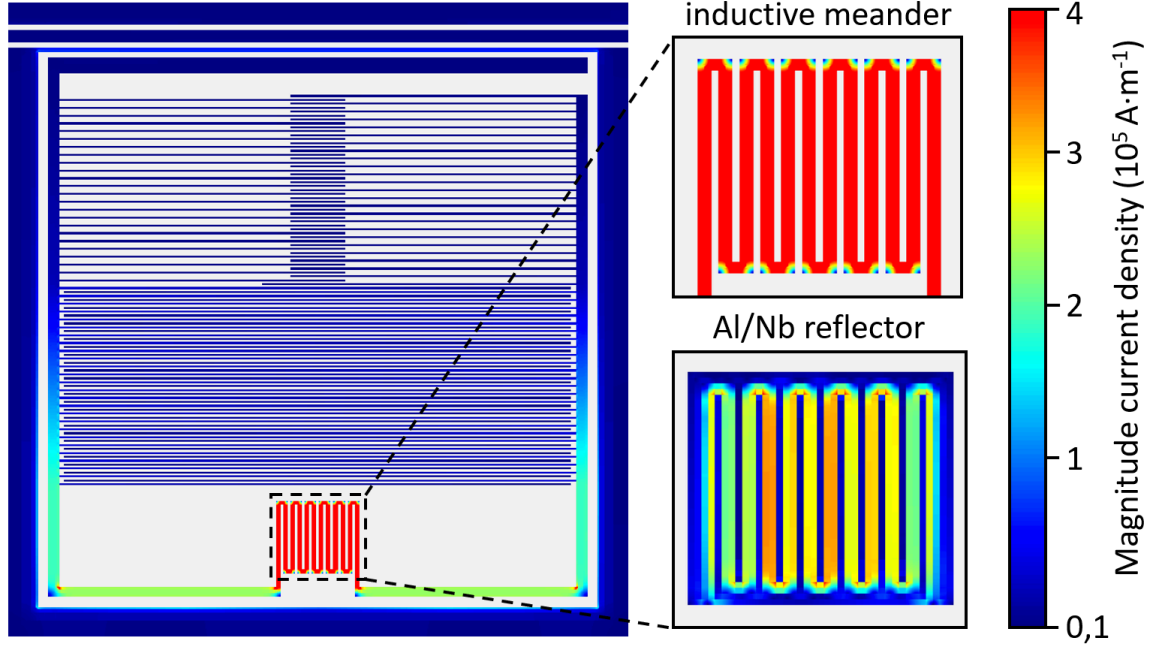 inductive meander
Al/Nb reflector
4
3
2
1
0,1
Magnitude current density (10⁵ A·m⁻¹)